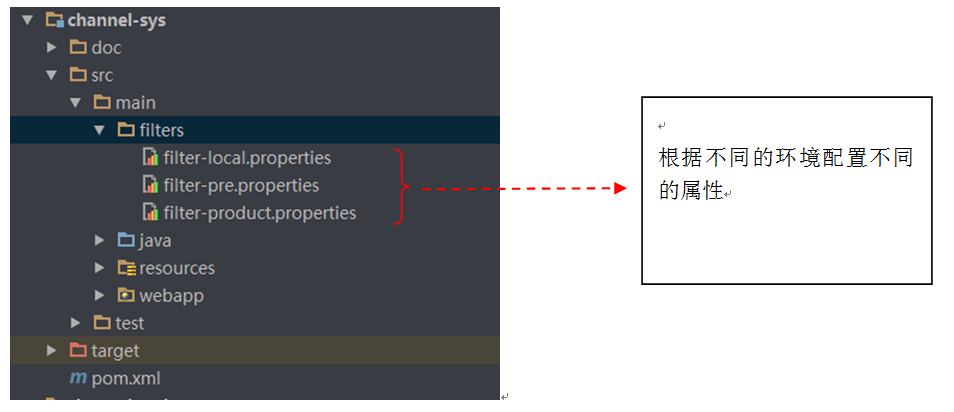 channel-sys
doc
src
main
filters
filter-local.properties
filter-pre.properties
filter-product.properties
java
resources
webapp
test
target
pom.xml
根据不同的环境配置不同
的属性